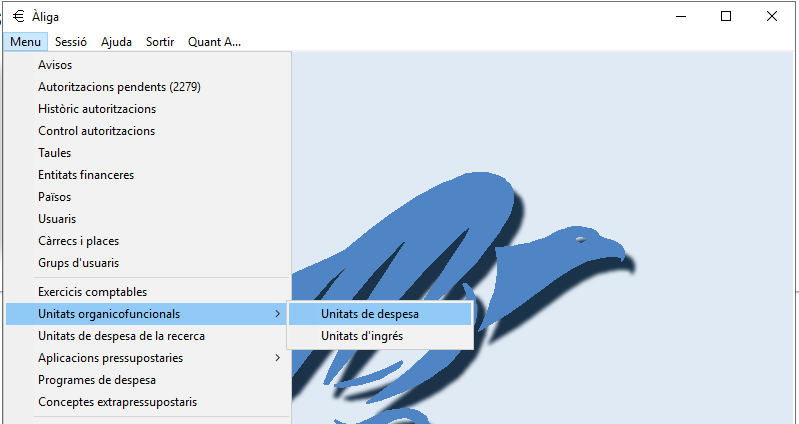 Àliga
Menu Sessió Ajuda Sortir Quant A...
Avisos
Autoritzacions pendents (2279)
Històric autoritzacions
Control autoritzacions
Taules
Entitats financeres
Països
Usuaris
Càrrecs i places
Grups d'usuaris
Exercicis comptables
Unitats organicofuncionals
Unitats de despesa
Unitats d'ingrés
Unitats de despesa de la recerca
Aplicacions pressupostaries
Programes de despesa
Conceptes extrapressupostaris